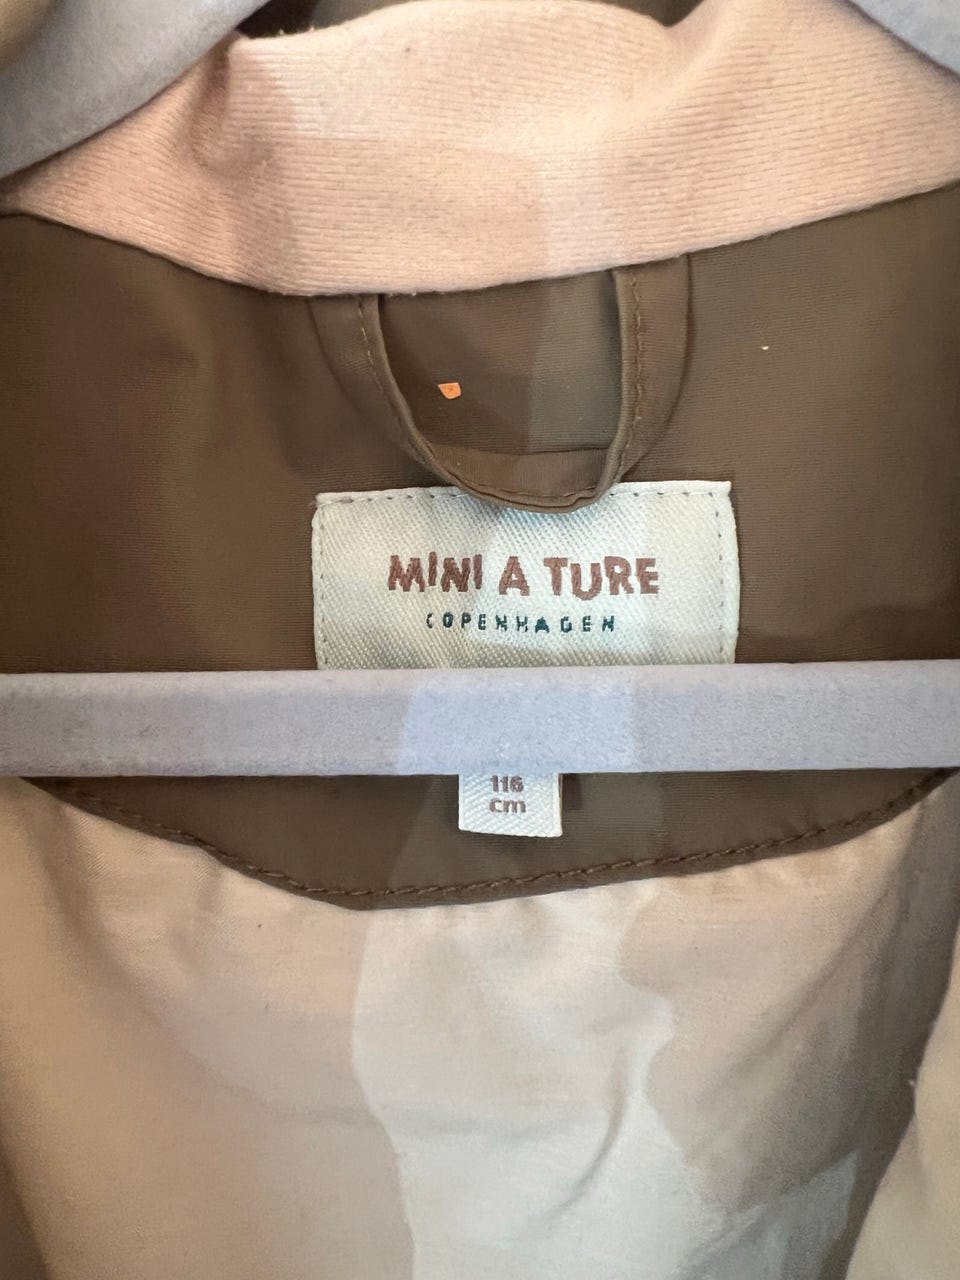 MINI A TURE
COPENHAGEN
116
cm